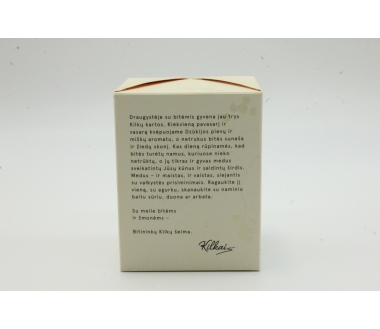 Draugystėje su bitėmis gyvena jau trys
Kilkų kartos. Kiekvieną pavasarį ir
vasarą kvėpuojame Dzūkijos pievų ir
miškų aromatu, o netrukus bitės suneša
ir žiedų skonį. Kas dieną rūpinamės, kad
bitės turėtų namus, kuriuose nieko
netrūktų, o jų tikras ir gyvas medus
sveikatintų Jūsų kūnus ir saldintų širdis.
Medus – ir maistas, ir vaistas, siejantis
su vaikystės prisiminimais. Ragaukite jį
vieną, su agurku, skanaukite su naminiu
baltu sūriu, duona ar arbata.
Su meile bitėms
ir žmonėms –
Bitininkų Kilkų šeima.
Kilkai